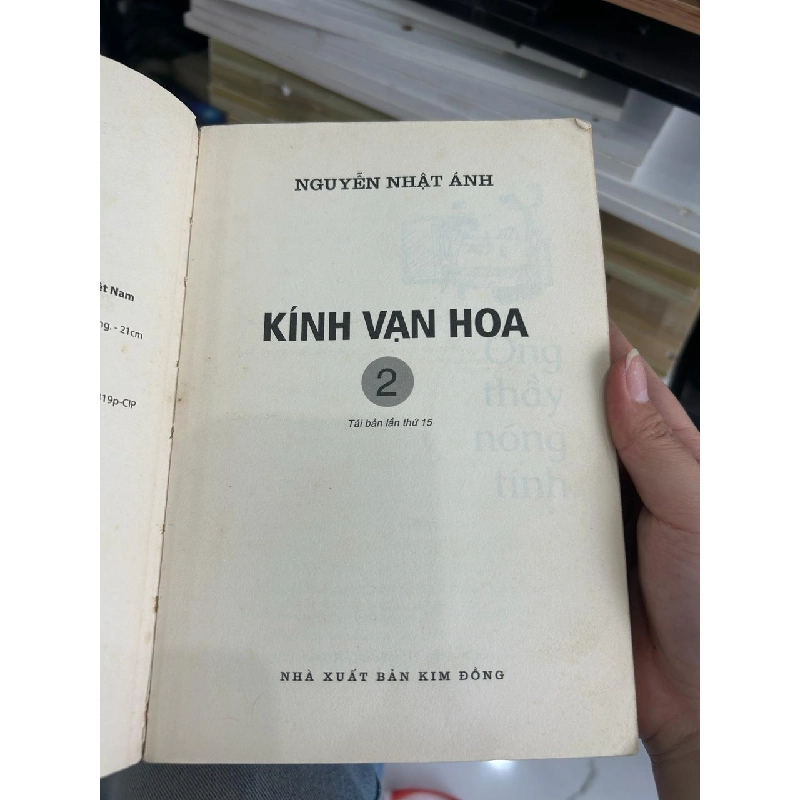 ệt Nam
ng. - 21cm
19p-CIP
NGUYỄN NHẬT ÁNH
KÍNH VẠN HOA
2
Tái bản lần thứ 15
Ông
thầy
nóng
tính
NHÀ XUẤT BẢN KIM ĐỒNG